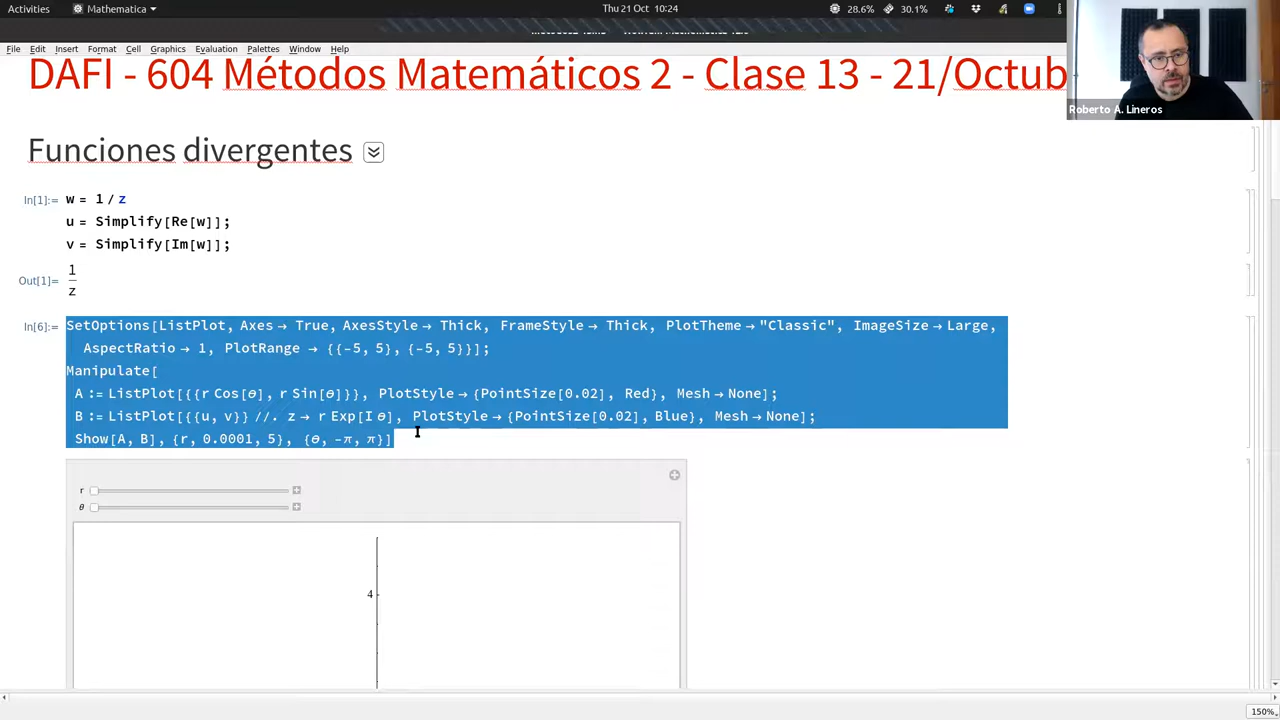 Activities
Mathematica
Thu 21 Oct 10:24
28.6%
30.1%
File Edit Insert Format Cell Graphics Evaluation Palettes Window Help
Roberto A. Lineros
DAFI - 604 Métodos Matemáticos 2 - Clase 13 - 21/Octub
Funciones divergentes
In[1]:= w = 1 / z
u = Simplify[Re[w]];
v = Simplify[Im[w]];
Out[1]= 1
z
In[6]:= SetOptions[ListPlot, Axes → True, AxesStyle → Thick, FrameStyle → Thick, PlotTheme → "Classic", ImageSize → Large,
AspectRatio → 1, PlotRange → {{-5, 5}, {-5, 5}}];
Manipulate[
A := ListPlot[{{r Cos[θ], r Sin[θ]}}, PlotStyle → {PointSize[0.02], Red}, Mesh → None];
B := ListPlot[{{u, v}} //. z → r Exp[I θ], PlotStyle → {PointSize[0.02], Blue}, Mesh → None];
Show[A, B], {r, 0.0001, 5}, {θ, -π, π}]
r
θ
4
150%